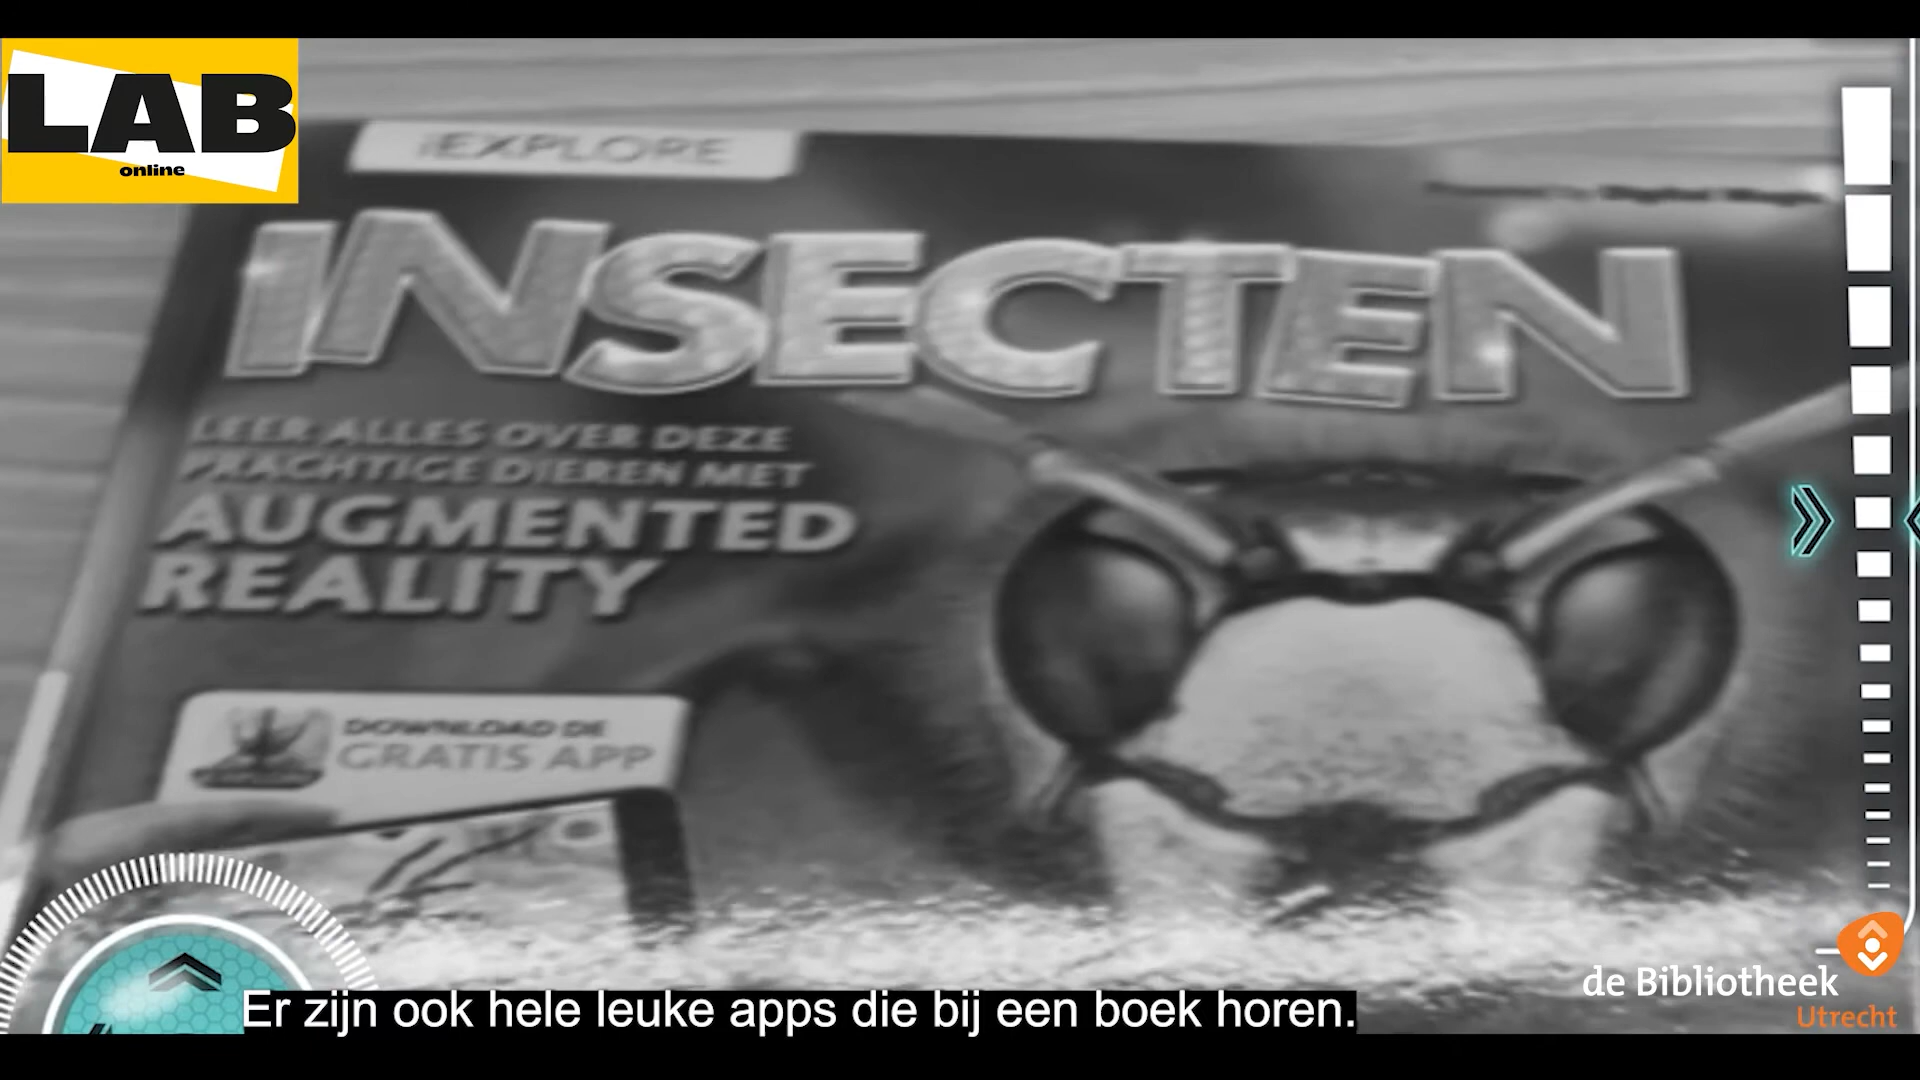 LAB
online
iEXPLORE
INSECTEN
LEER ALLES OVER DEZE
PRACHTIGE DIEREN MET
AUGMENTED
REALITY
DOWNLOAD DE
GRATIS APP
de Bibliotheek
Utrecht
Er zijn ook hele leuke apps die bij een boek horen.